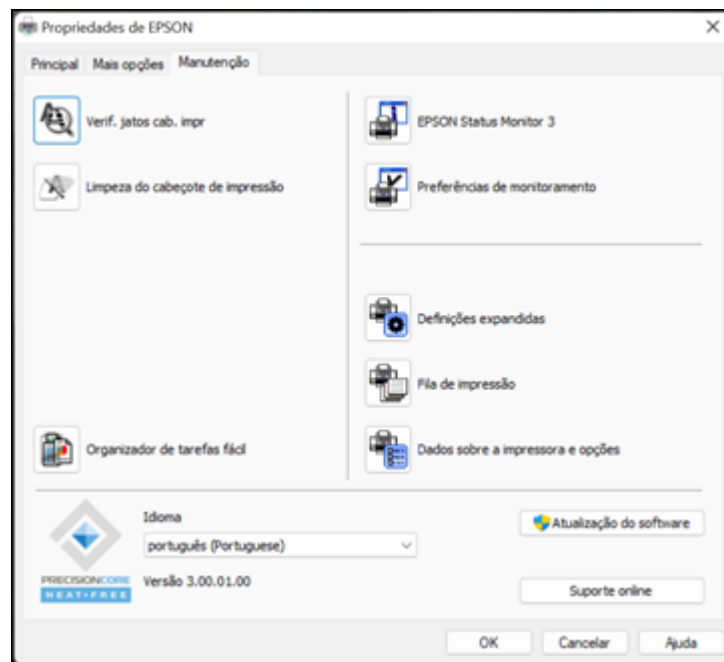 Propriedades de EPSON
Principal
Mais opções
Manutenção
Verif. jatos cab. impr
Limpeza do cabeçote de impressão
Organizador de tarefas fácil
EPSON Status Monitor 3
Preferências de monitoramento
Definições expandidas
Fila de impressão
Dados sobre a impressora e opções
PRECISIONCORE
HEAT-FREE
Idioma
português (Portuguese)
Versão 3.00.01.00
Atualização do software
Suporte online
OK
Cancelar
Ajuda